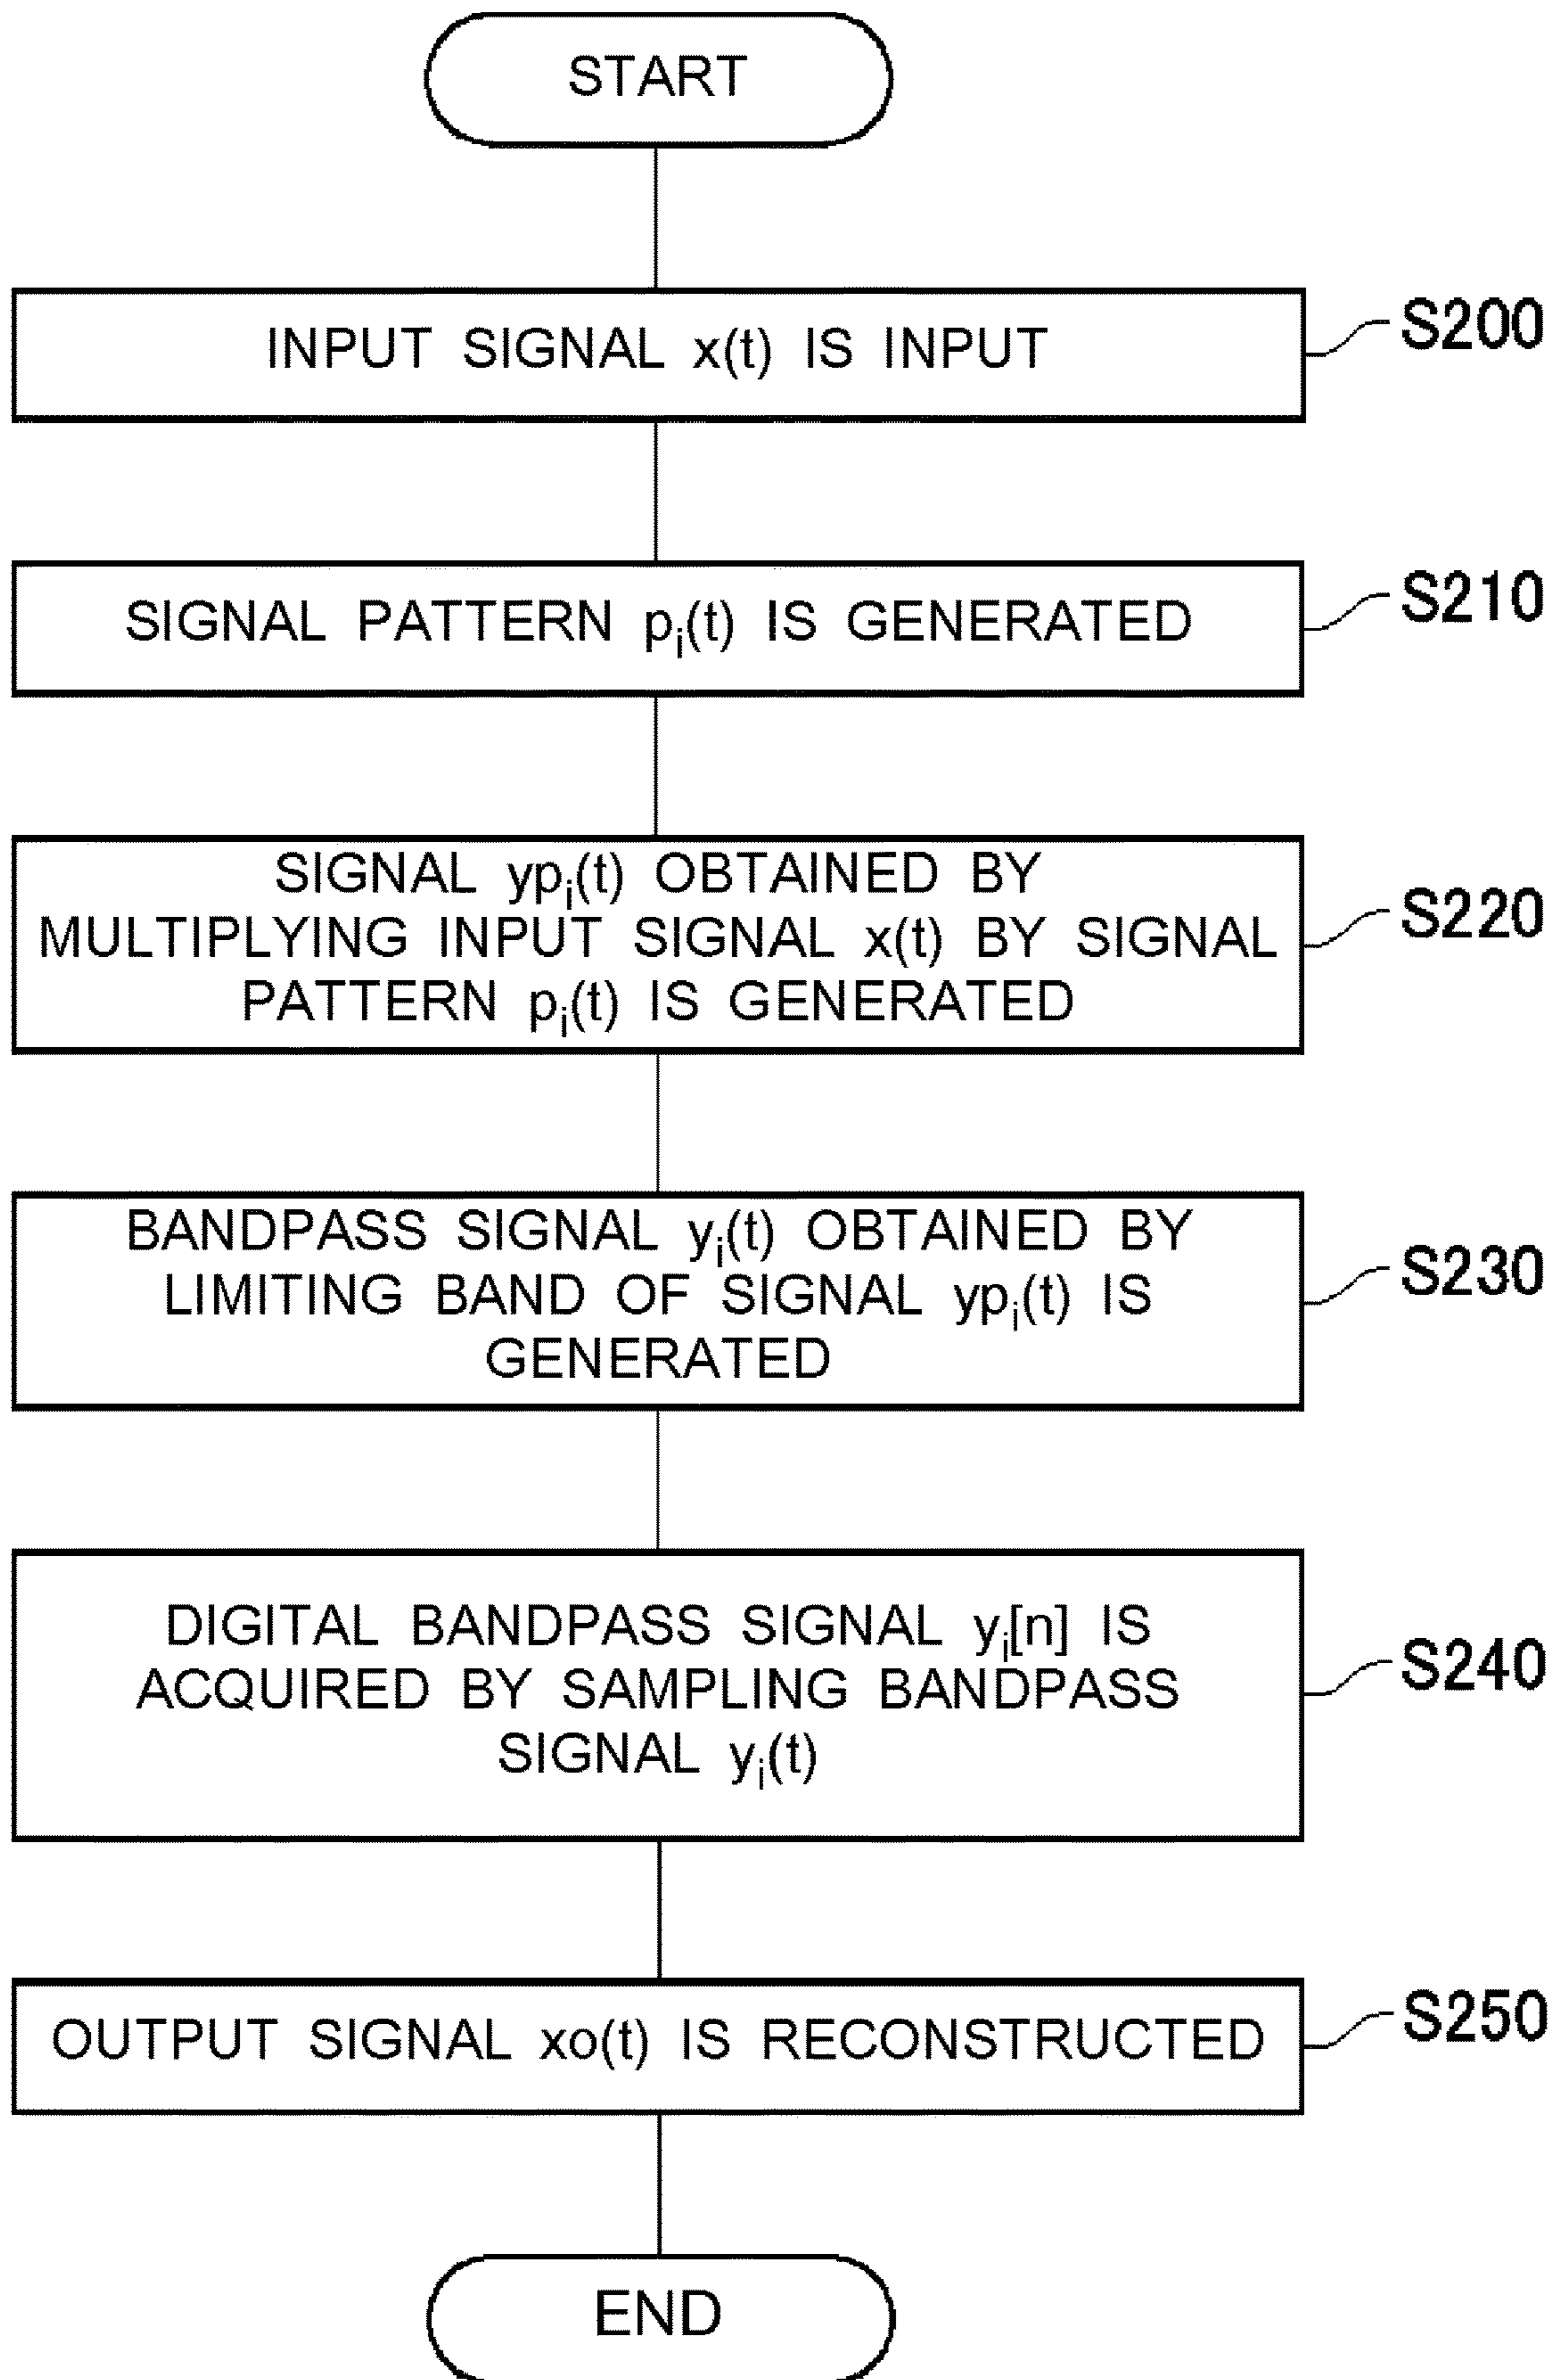 START
INPUT SIGNAL x(t) IS INPUT
S200
SIGNAL PATTERN pᵢ(t) IS GENERATED
S210
SIGNAL ypᵢ(t) OBTAINED BY
MULTIPLYING INPUT SIGNAL x(t) BY SIGNAL
PATTERN pᵢ(t) IS GENERATED
S220
BANDPASS SIGNAL yᵢ(t) OBTAINED BY
LIMITING BAND OF SIGNAL ypᵢ(t) IS
GENERATED
S230
DIGITAL BANDPASS SIGNAL yᵢ[n] IS
ACQUIRED BY SAMPLING BANDPASS
SIGNAL yᵢ(t)
S240
OUTPUT SIGNAL xo(t) IS RECONSTRUCTED
S250
END